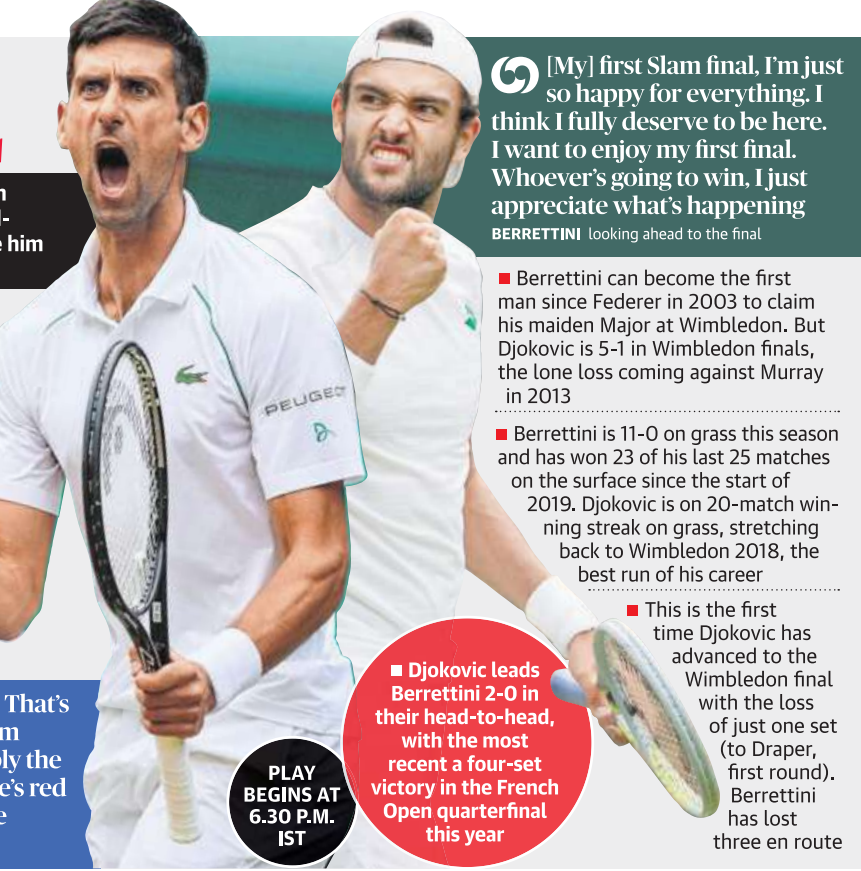 [My] first Slam final, I'm just
so happy for everything. I
think I fully deserve to be here.
I want to enjoy my first final.
Whoever's going to win, I just
appreciate what's happening
BERRETTINI looking ahead to the final
him
■ Berrettini can become the first
man since Federer in 2003 to claim
his maiden Major at Wimbledon. But
Djokovic is 5-1 in Wimbledon finals,
the lone loss coming against Murray
in 2013
PEUGEOT
■ Berrettini is 11-0 on grass this season
and has won 23 of his last 25 matches
on the surface since the start of
2019. Djokovic is on 20-match win-
ning streak on grass, stretching
back to Wimbledon 2018, the
best run of his career
■ This is the first
time Djokovic has
advanced to the
Wimbledon final
with the loss
of just one set
(to Draper,
first round).
Berrettini
has lost
three en route
■ Djokovic leads
Berrettini 2-0 in
their head-to-head,
with the most
recent a four-set
victory in the French
Open quarterfinal
this year
PLAY
BEGINS AT
6.30 P.M.
IST
That's
m
ly the
e's red
e